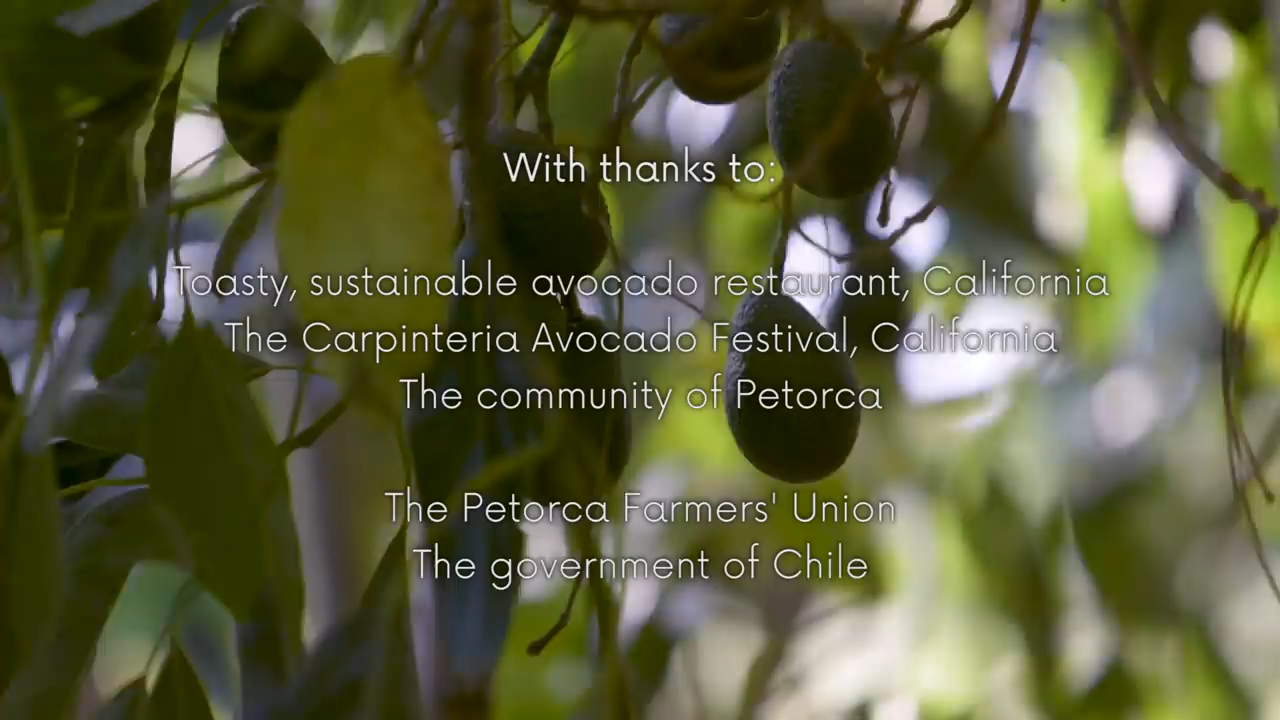 With thanks to:
Toasty, sustainable avocado restaurant, California
The Carpinteria Avocado Festival, California
The community of Petorca
The Petorca Farmers' Union
The government of Chile